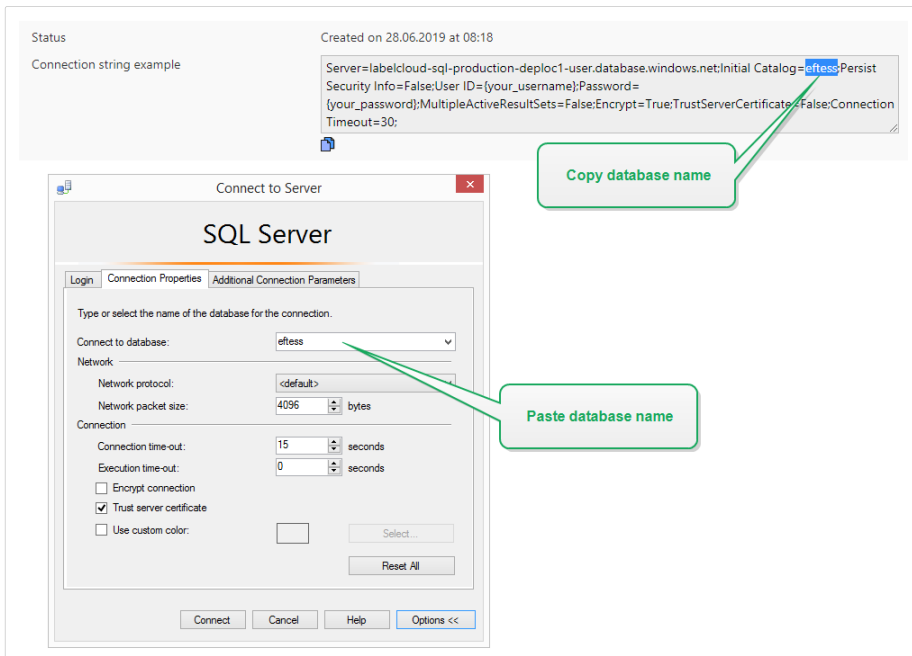 Status
Created on 28.06.2019 at 08:18
Connection string example
Server=labelcloud-sql-production-deploc1-user.database.windows.net;Initial Catalog=eftess;Persist
Security Info=False;User ID={your_username};Password=
{your_password};MultipleActiveResultSets=False;Encrypt=True;TrustServerCertificate=False;Connection
Timeout=30;
Copy database name
Connect to Server
SQL Server
Login
Connection Properties
Additional Connection Parameters
Type or select the name of the database for the connection.
Connect to database:
eftess
Network
Network protocol:
<default>
Network packet size:
4096
bytes
Paste database name
Connection
Connection time-out:
15
seconds
Execution time-out:
0
seconds
Encrypt connection
Trust server certificate
Use custom color:
Select...
Reset All
Connect
Cancel
Help
Options <<